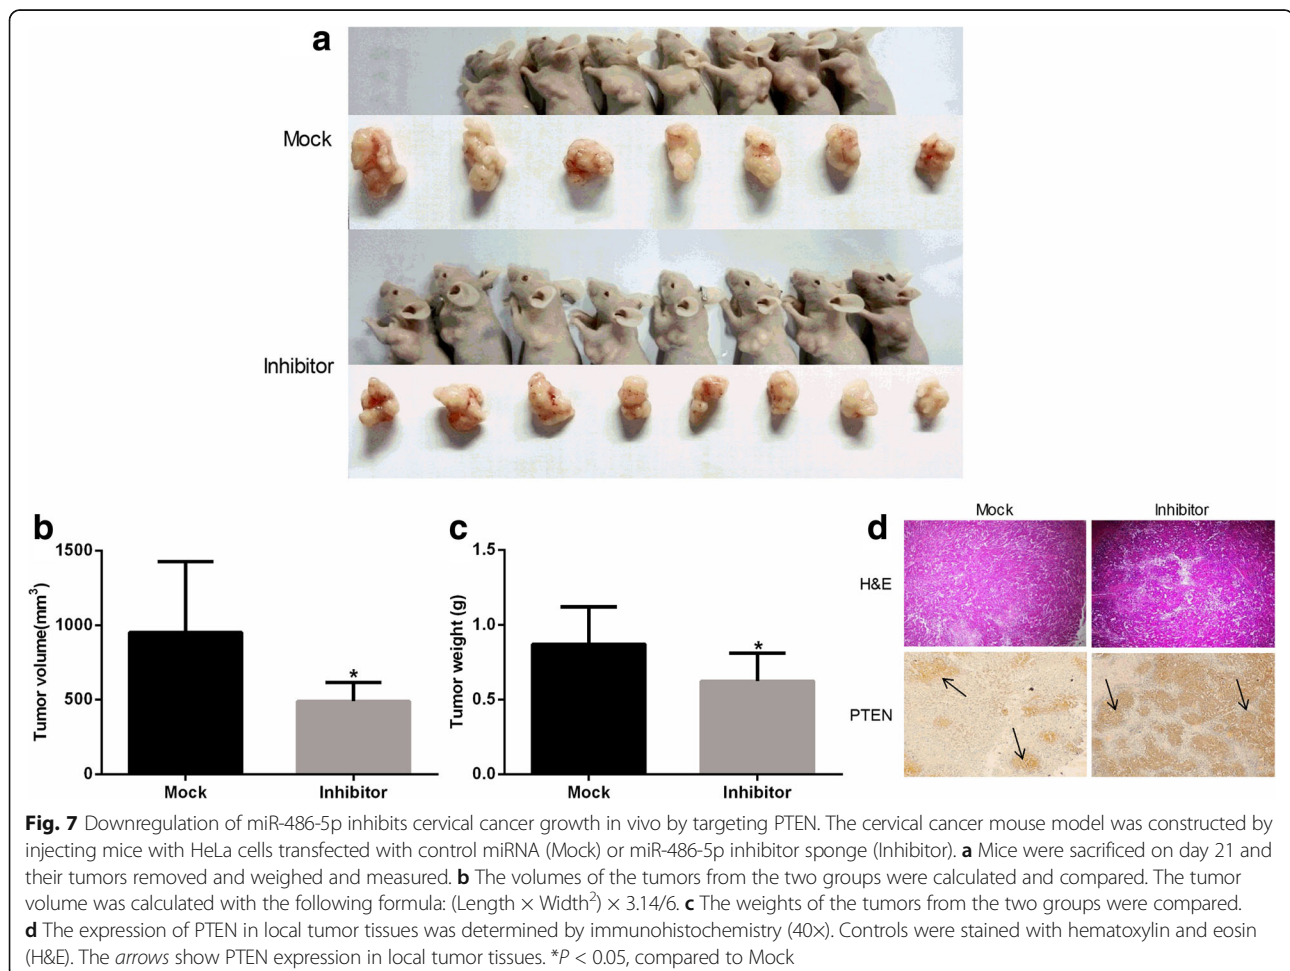 a
Mock
Inhibitor
b
Tumor volume(mm³)
1500
1000
500
0
*
Mock
Inhibitor
c
Tumor weight (g)
1.5
1.0
0.5
0.0
*
Mock
Inhibitor
d
Mock
Inhibitor
H&E
PTEN
Fig. 7 Downregulation of miR-486-5p inhibits cervical cancer growth in vivo by targeting PTEN. The cervical cancer mouse model was constructed by
injecting mice with HeLa cells transfected with control miRNA (Mock) or miR-486-5p inhibitor sponge (Inhibitor). a Mice were sacrificed on day 21 and
their tumors removed and weighed and measured. b The volumes of the tumors from the two groups were calculated and compared. The tumor
volume was calculated with the following formula: (Length × Width²) × 3.14/6. c The weights of the tumors from the two groups were compared.
d The expression of PTEN in local tumor tissues was determined by immunohistochemistry (40×). Controls were stained with hematoxylin and eosin
(H&E). The arrows show PTEN expression in local tumor tissues. *P < 0.05, compared to Mock